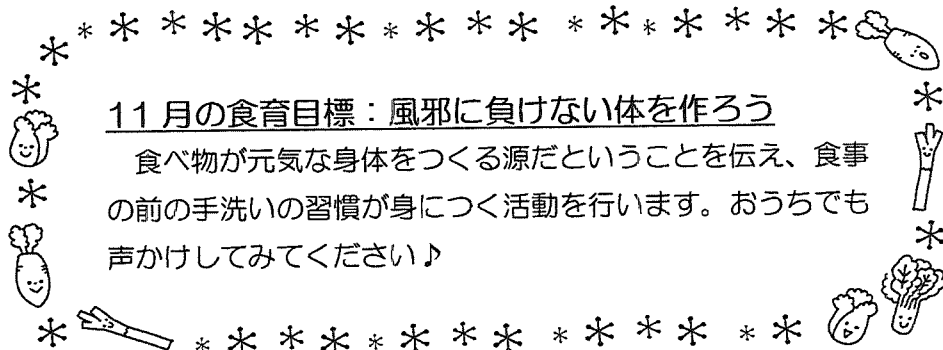 11月の食育目標：風邪に負けない体を作ろう
食べ物が元気な身体をつくる源だということを伝え、食事
の前の手洗いの習慣が身につく活動を行います。おうちでも
声かけしてみてください♪